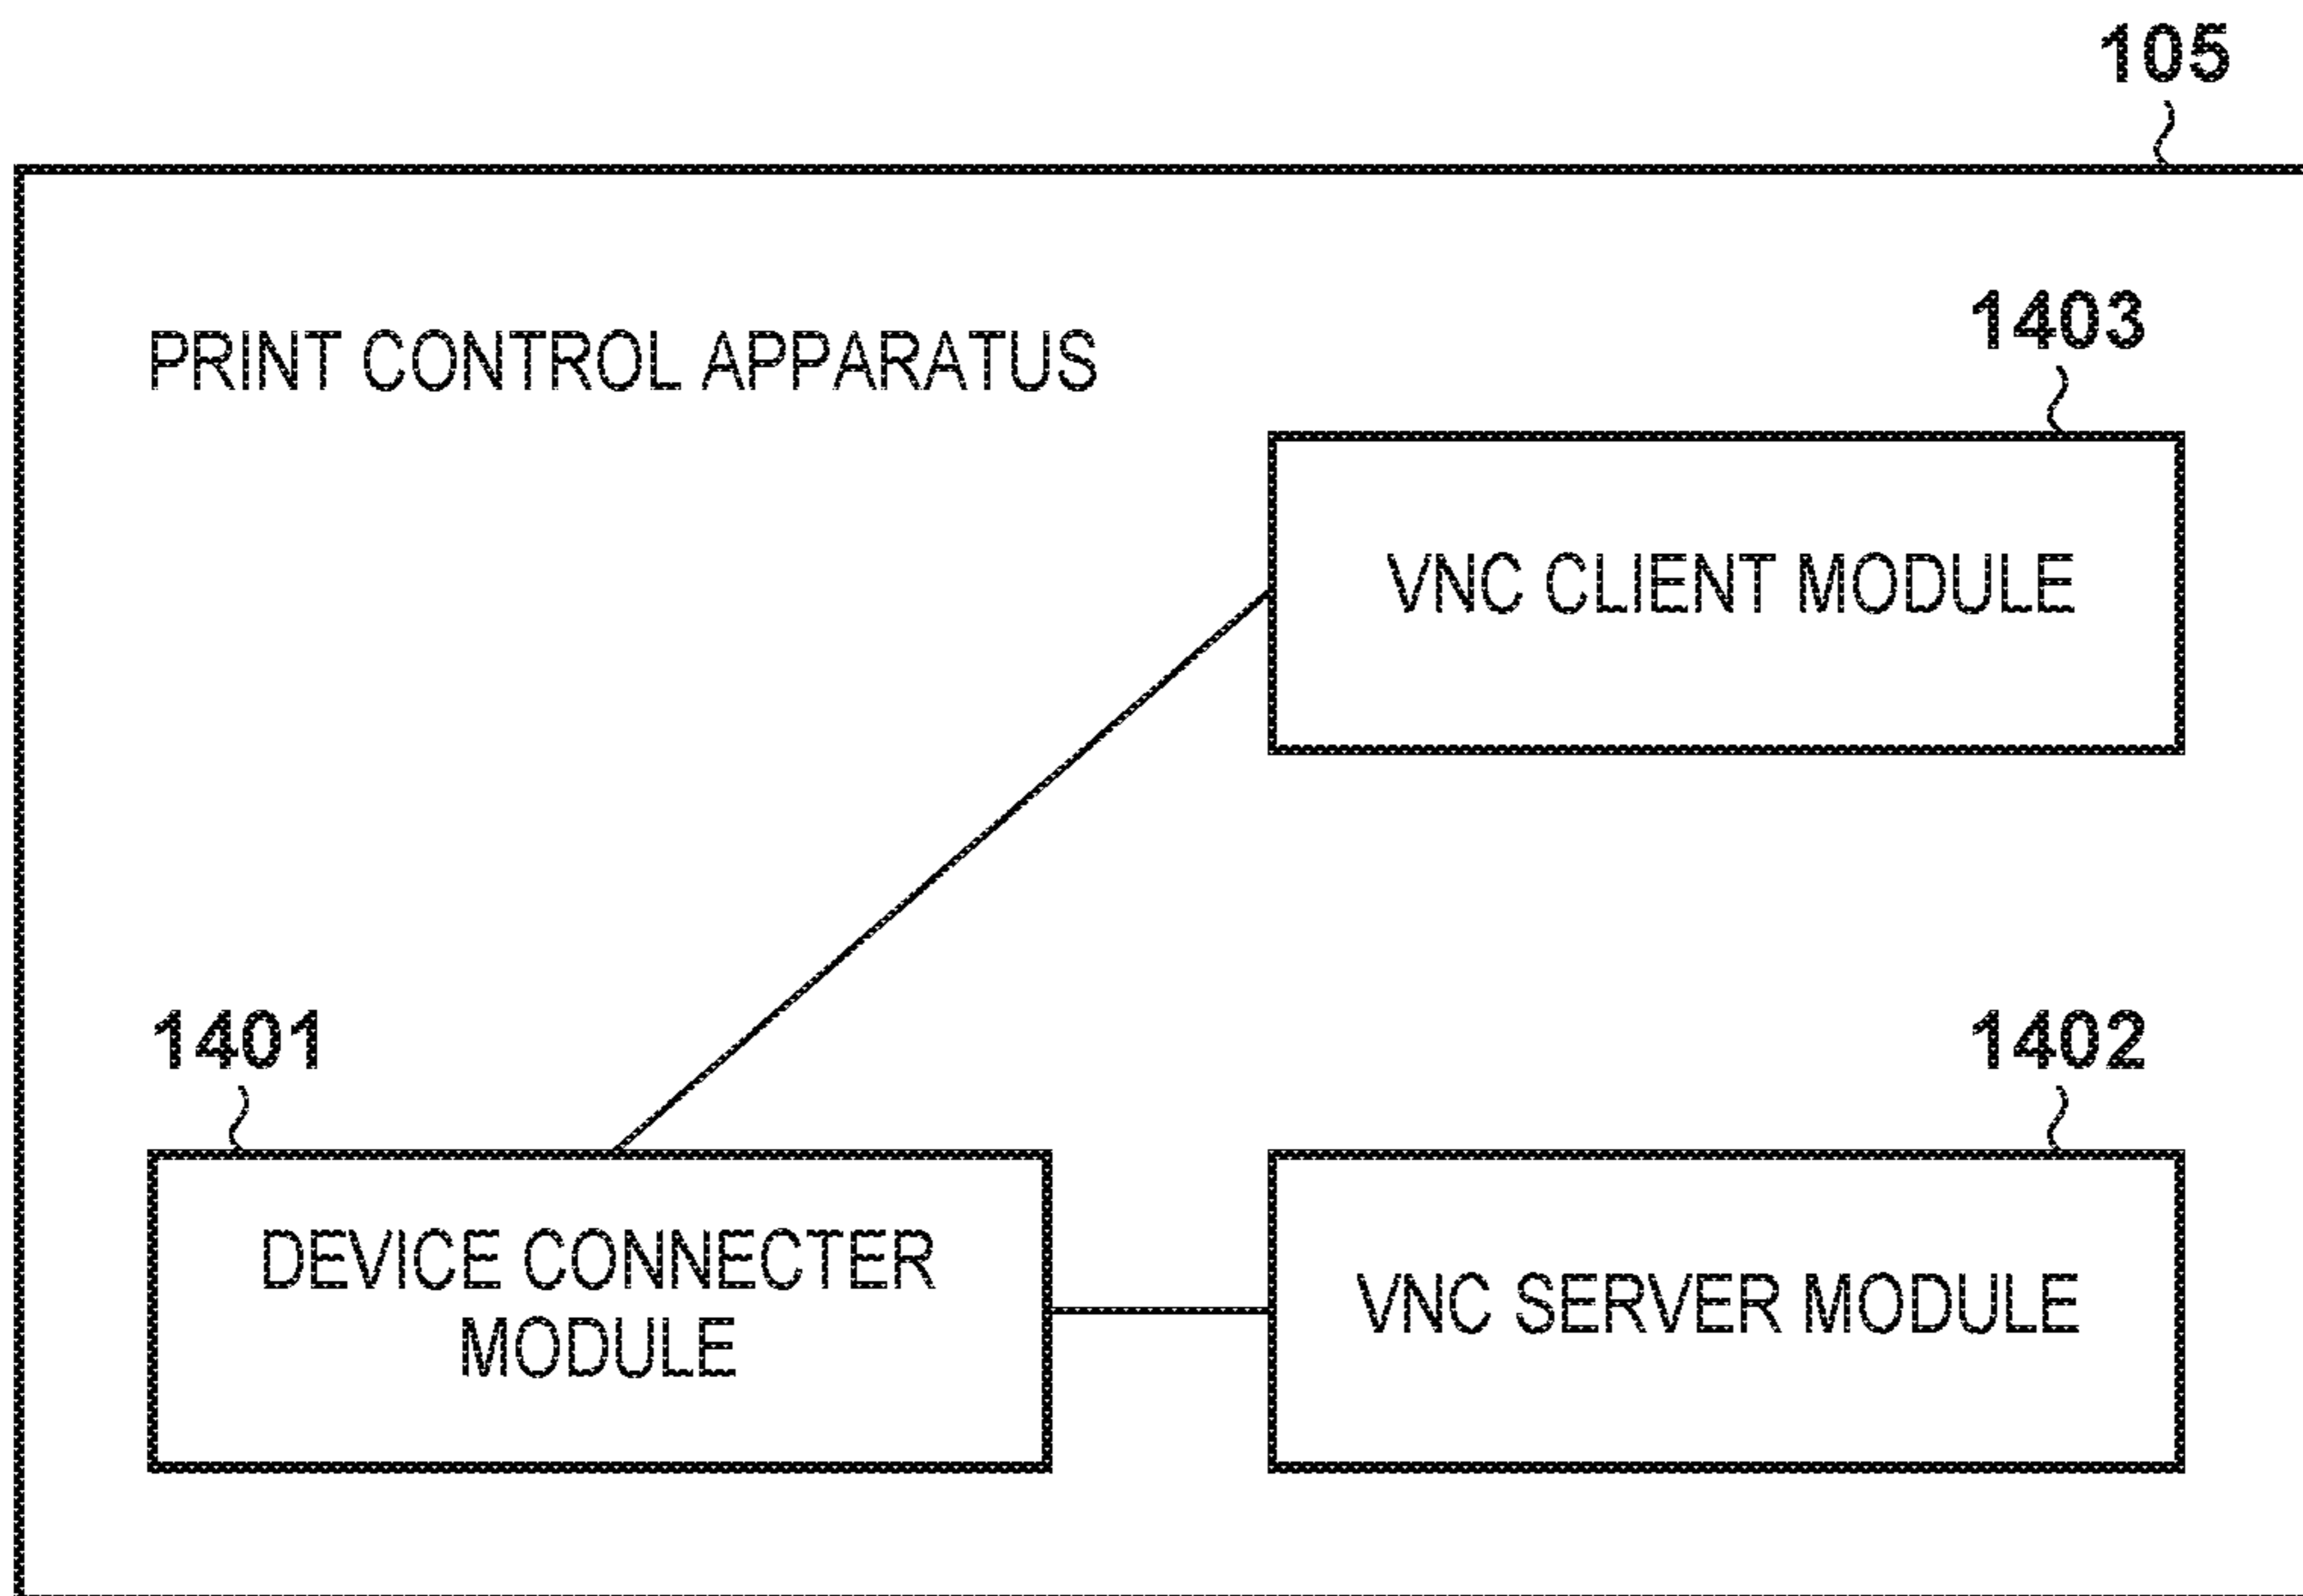 105
PRINT CONTROL APPARATUS
1403
VNC CLIENT MODULE
1401
1402
DEVICE CONNECTER
MODULE
VNC SERVER MODULE